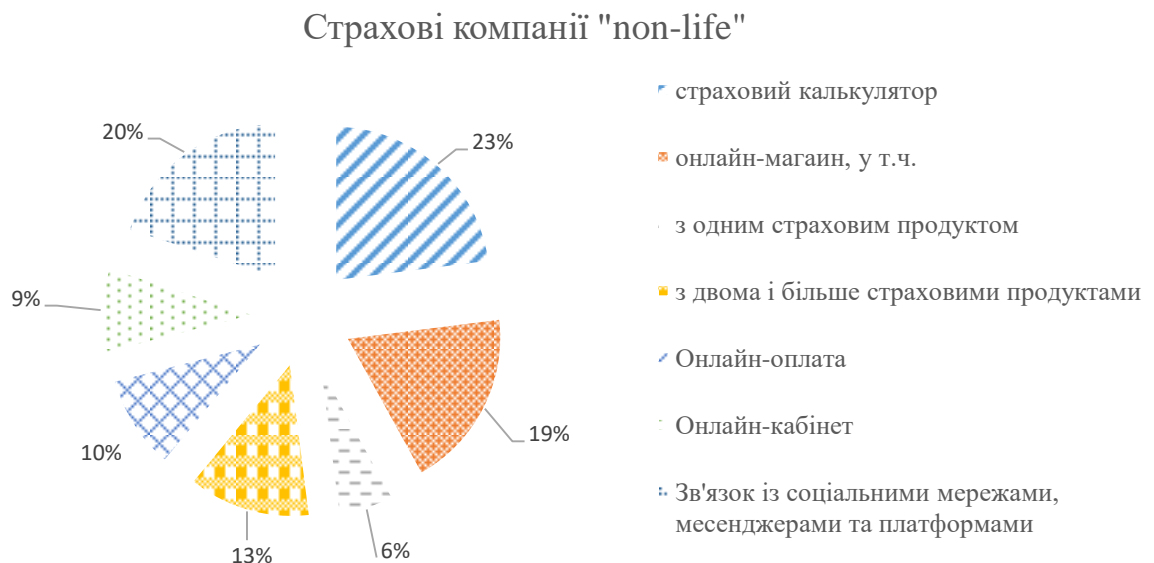 Страхові компанії "non-life"
20%
23%
9%
19%
10%
13%
6%
страховий калькулятор
онлайн-магаин, у т.ч.
з одним страховим продуктом
з двома і більше страховими продуктами
Онлайн-оплата
Онлайн-кабінет
Зв'язок із соціальними мережами,
месенджерами та платформами